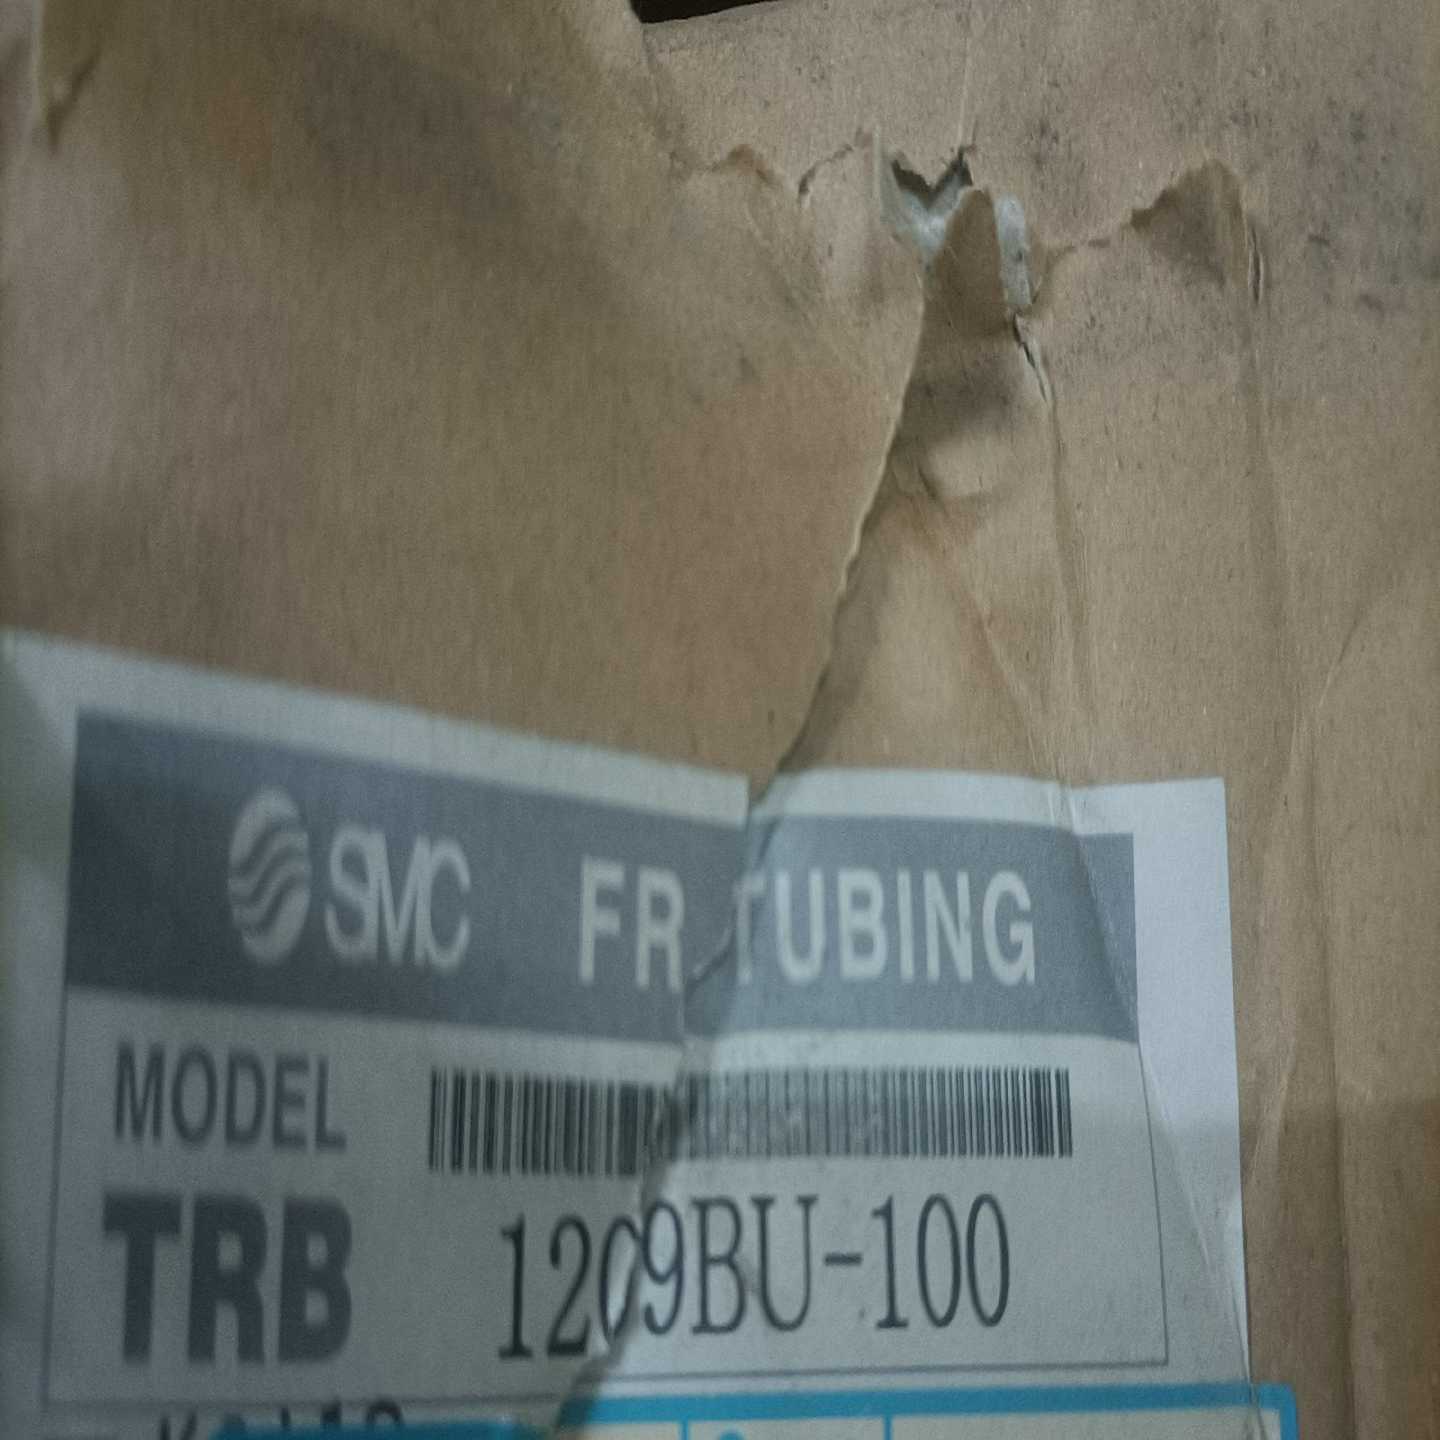 SMC FR TUBING
MODEL
TRB 1209BU-100